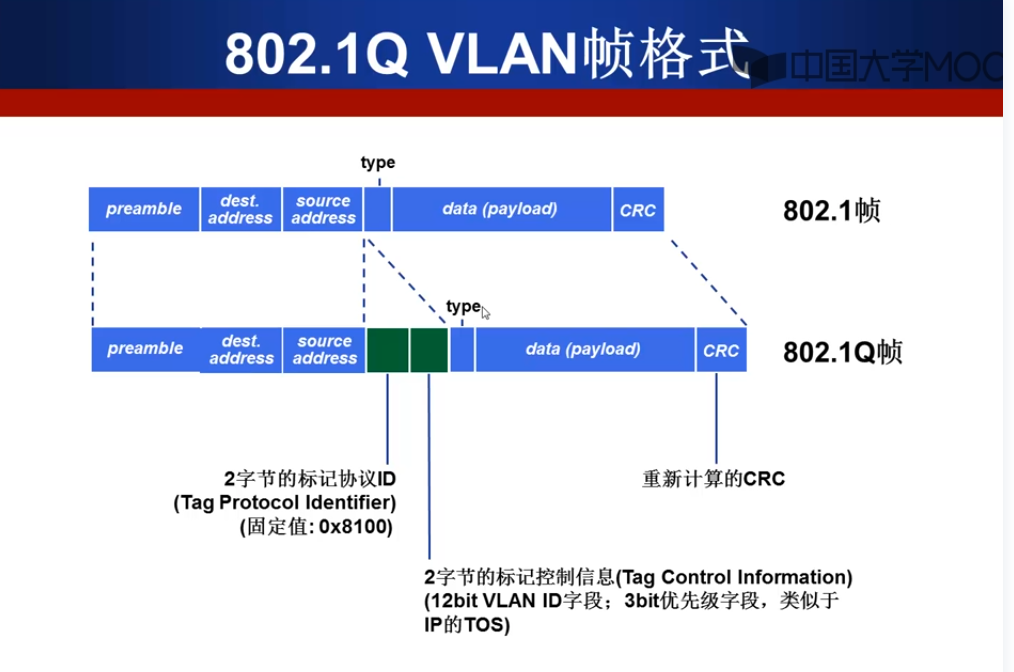 802.1Q VLAN帧格式
中国大学MOO
type
preamble
dest.
address
source
address
data (payload)
CRC
802.1帧
type
preamble
dest.
address
source
address
data (payload)
CRC
802.1Q帧
2字节的标记协议ID
(Tag Protocol Identifier)
(固定值: 0x8100)
重新计算的CRC
2字节的标记控制信息(Tag Control Information)
(12bit VLAN ID字段；3bit优先级字段，类似于
IP的TOS)